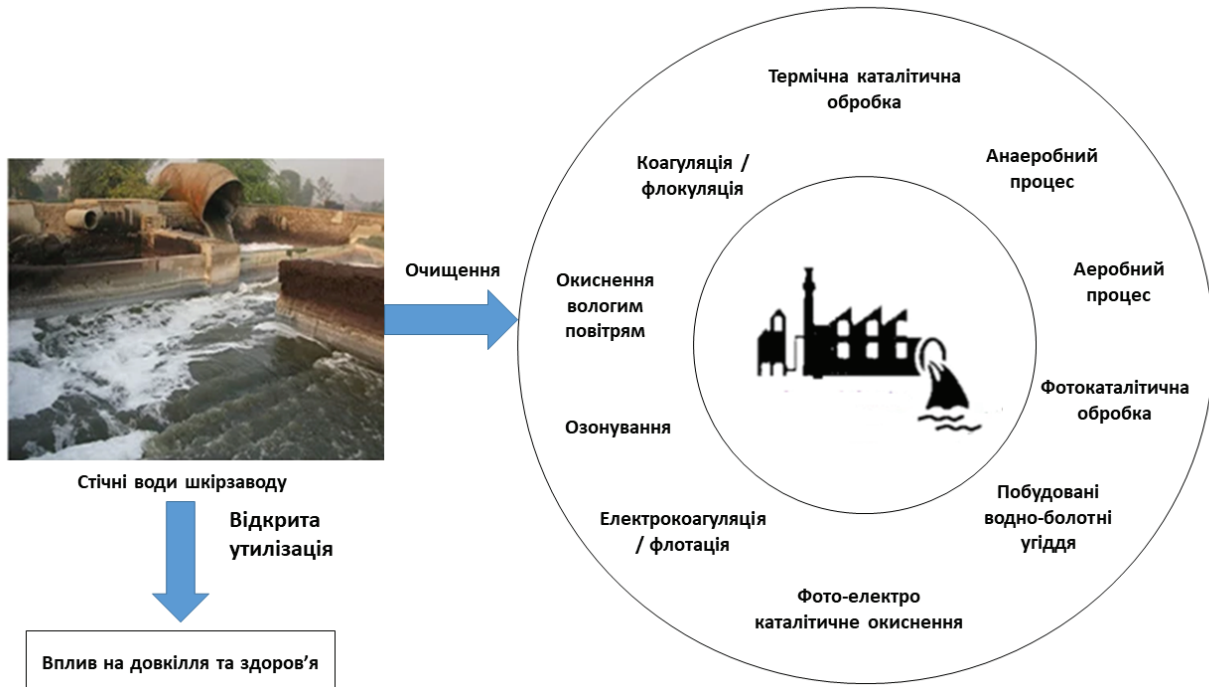 Очищення
Стічні води шкірзаводу
Відкрита
утилізація
Вплив на довкілля та здоров’я
Термічна каталітична
обробка
Анаеробний
процес
Аеробний
процес
Фотокаталітична
обробка
Побудовані
водно-болотні
угіддя
Фото-електро
каталітичне окиснення
Електрокоагуляція
/ флотація
Озонування
Окиснення
вологим
повітрям
Коагуляція /
флокуляція